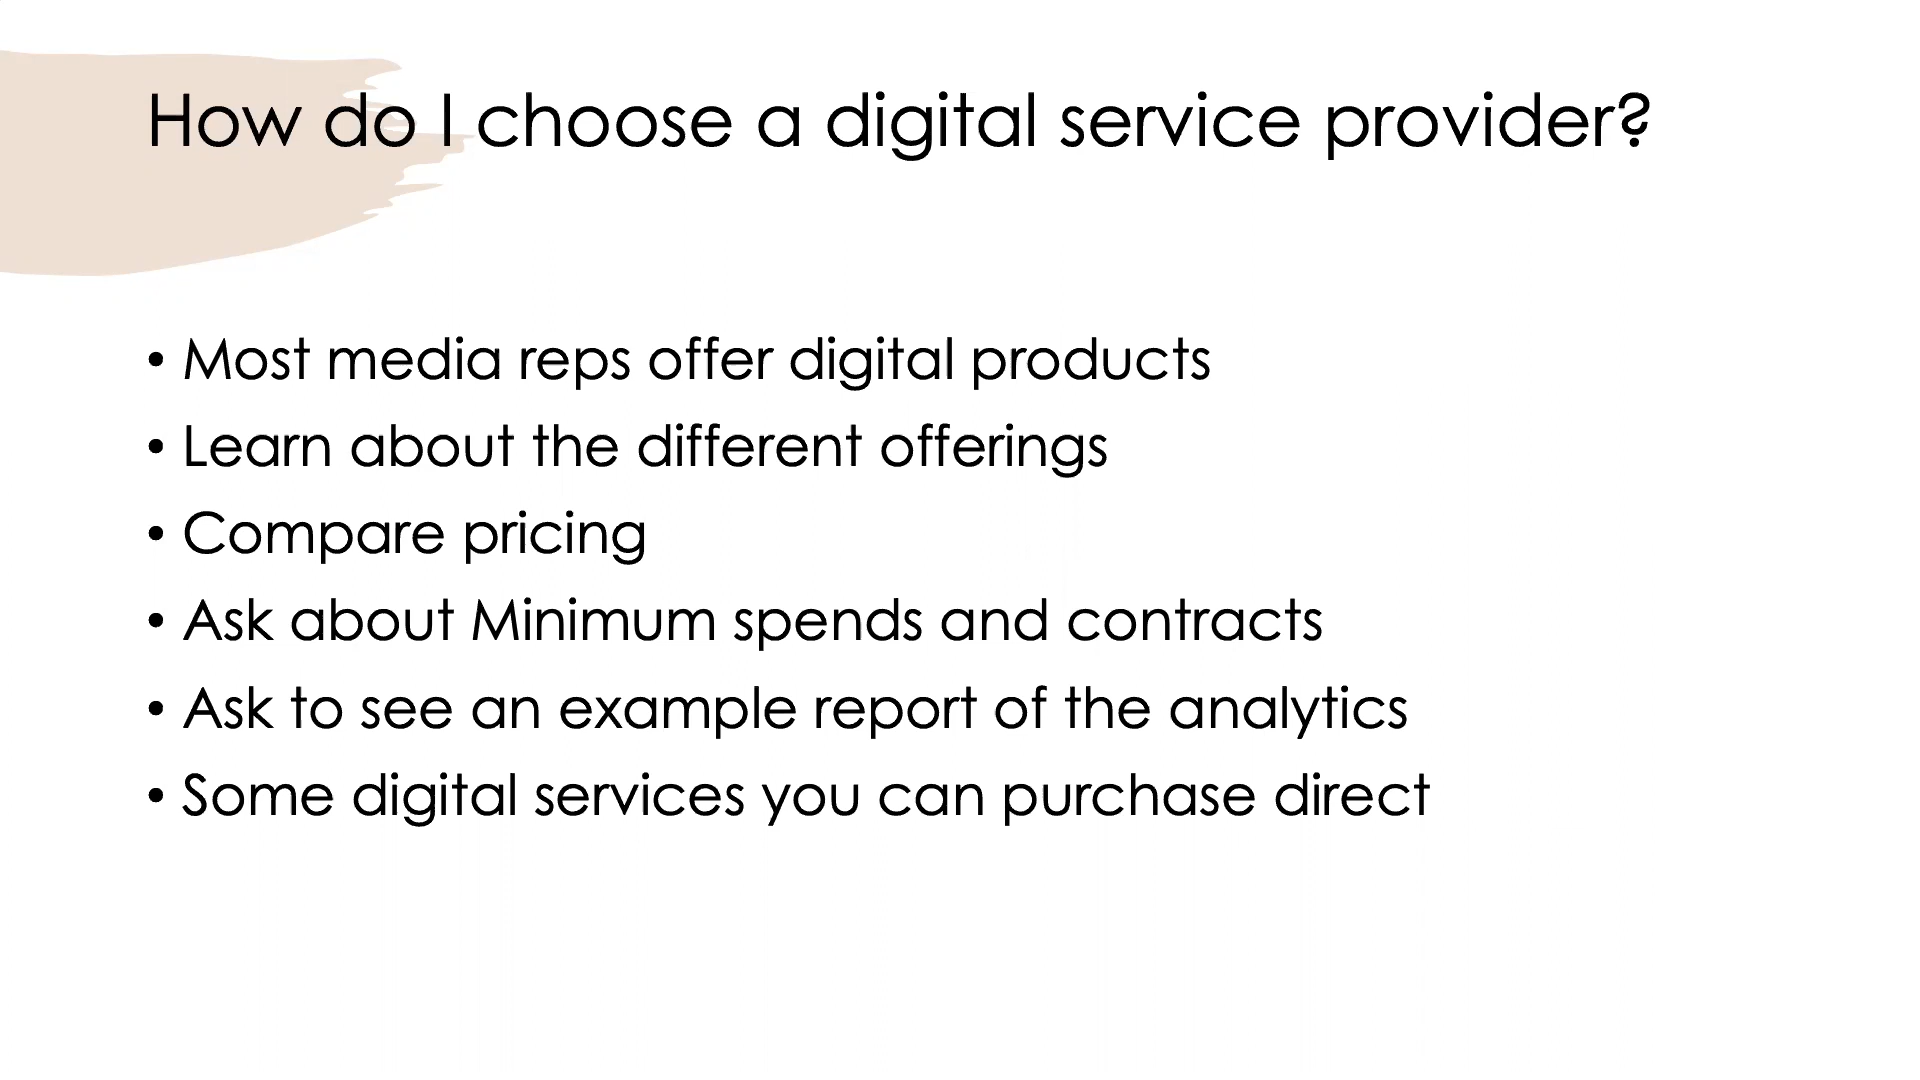 How do I choose a digital service provider?
• Most media reps offer digital products
• Learn about the different offerings
• Compare pricing
• Ask about Minimum spends and contracts
• Ask to see an example report of the analytics
• Some digital services you can purchase direct